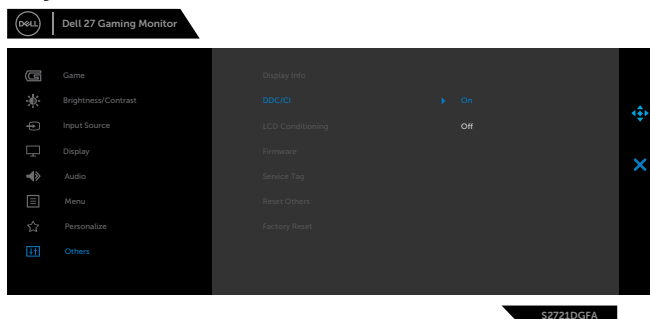 DELL
Dell 27 Gaming Monitor
Game
Display Info
Brightness/Contrast
DDC/CI
On
Input Source
LCD Conditioning
Off
Display
Firmware
Audio
Service Tag
Menu
Reset Others
Personalize
Factory Reset
Others
S2721DGFA